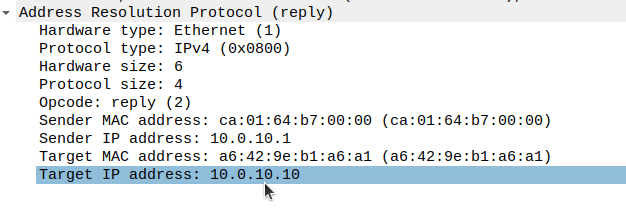 Address Resolution Protocol (reply)
Hardware type: Ethernet (1)
Protocol type: IPv4 (0x0800)
Hardware size: 6
Protocol size: 4
Opcode: reply (2)
Sender MAC address: ca:01:64:b7:00:00 (ca:01:64:b7:00:00)
Sender IP address: 10.0.10.1
Target MAC address: a6:42:9e:b1:a6:a1 (a6:42:9e:b1:a6:a1)
Target IP address: 10.0.10.10